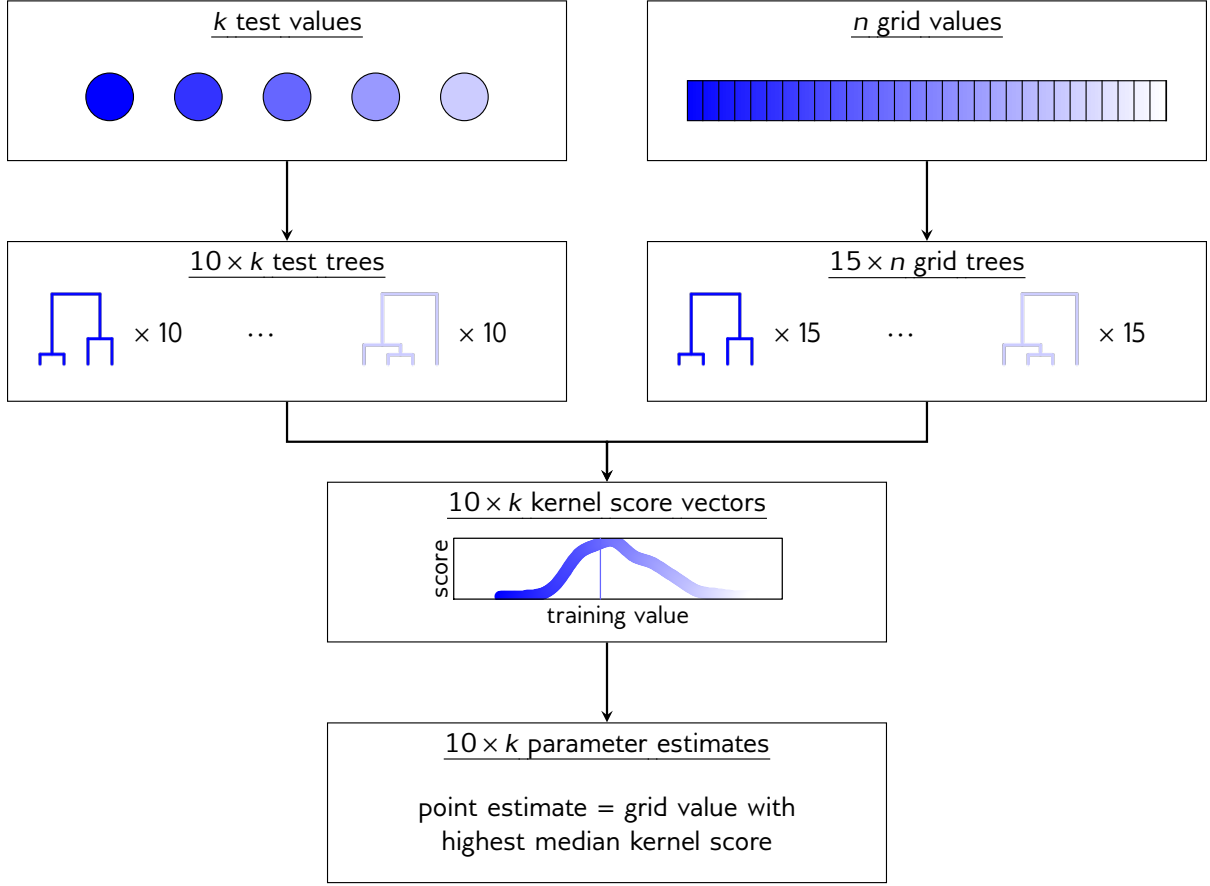 k test values
n grid values
10 × k test trees
× 10 ... × 10
15 × n grid trees
× 15 ... × 15
10 × k kernel score vectors
score
training value
10 × k parameter estimates
point estimate = grid value with
highest median kernel score